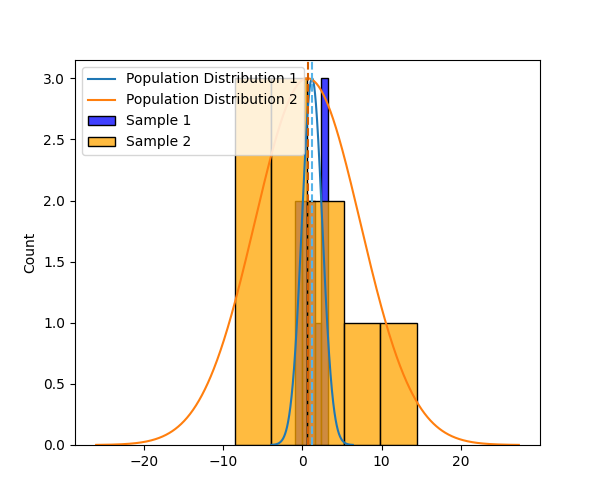 Population Distribution 1
Population Distribution 2
Sample 1
Sample 2
3.0
2.5
2.0
1.5
1.0
0.5
0.0
Count
−20
−10
0
10
20